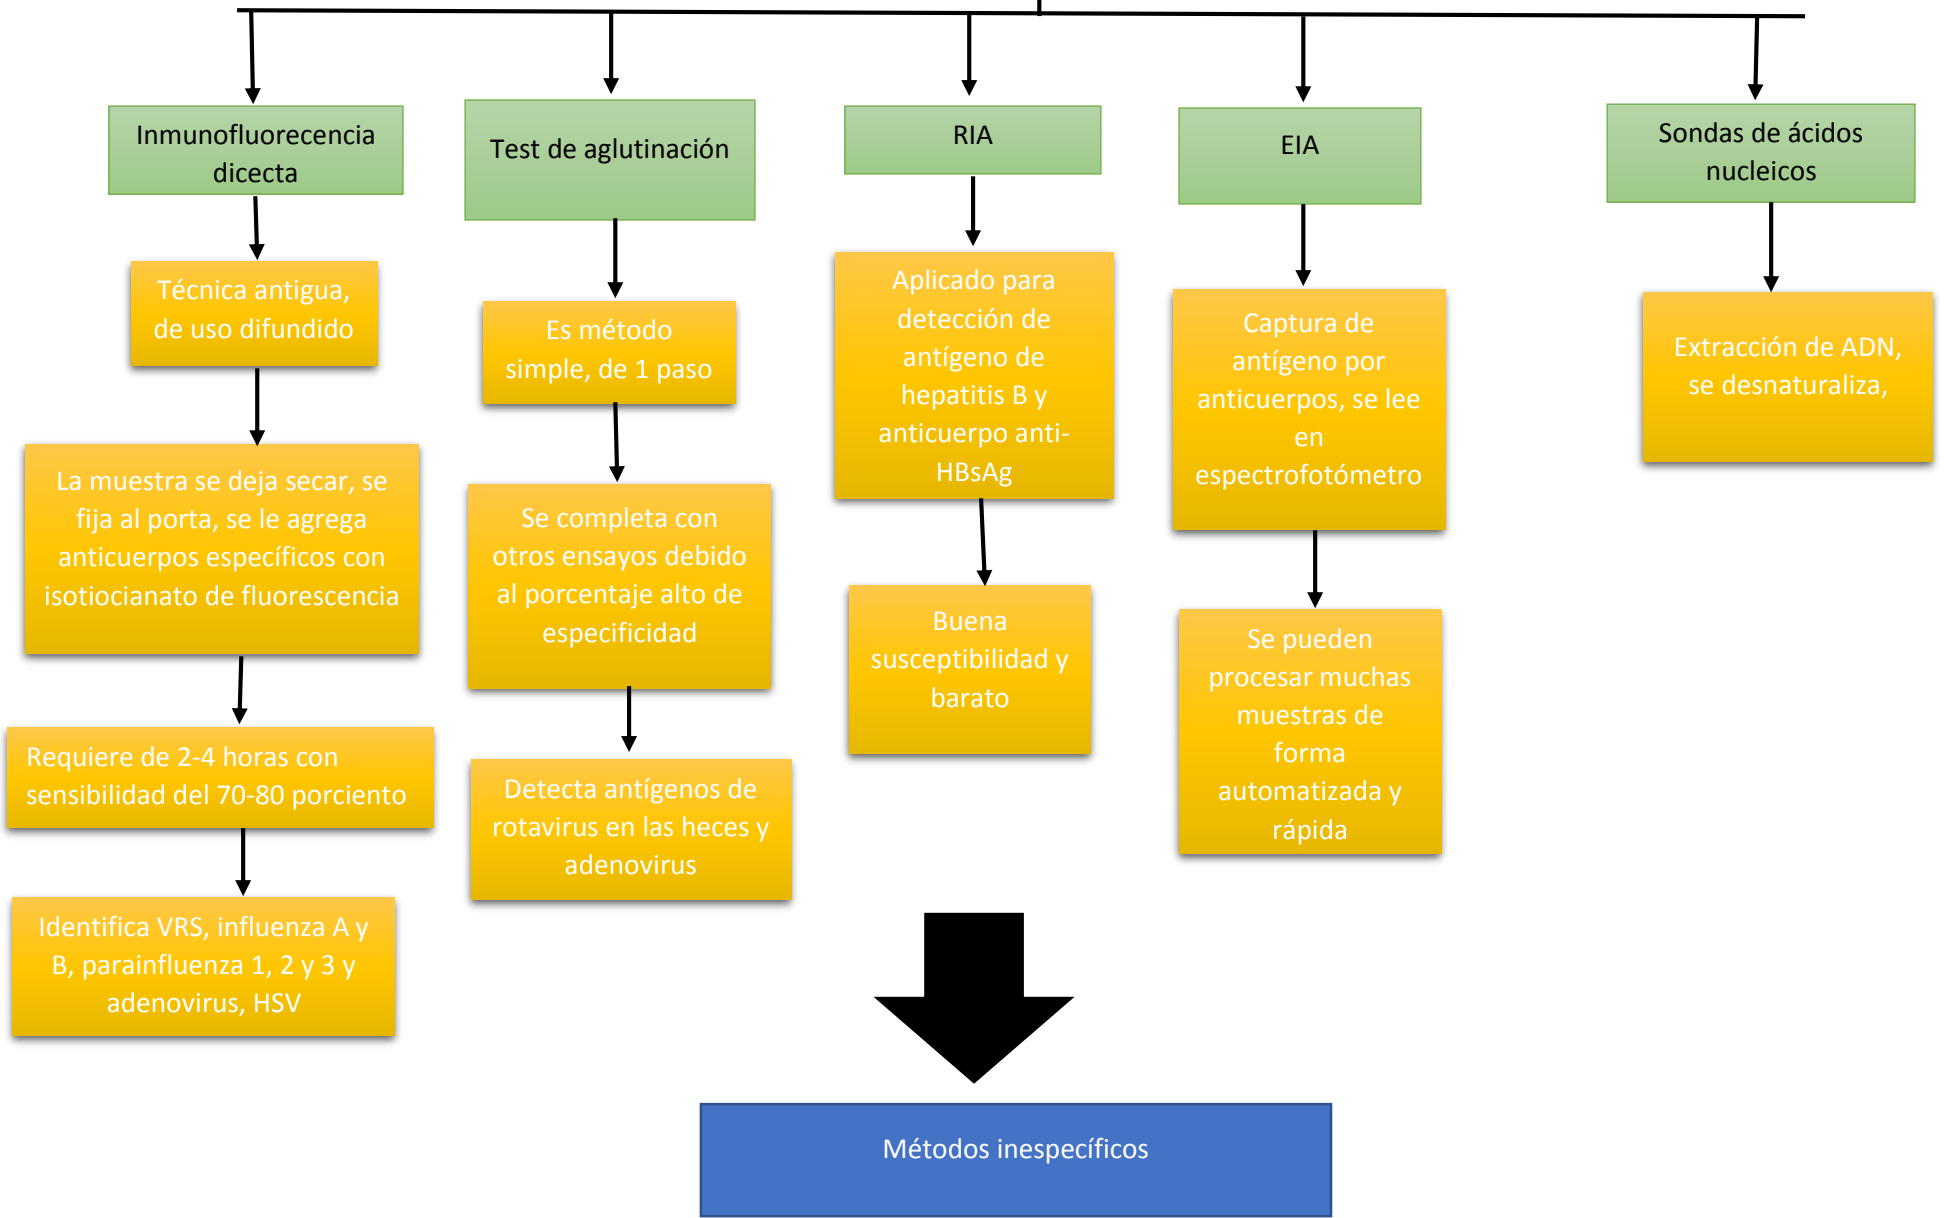 Inmunofluorecencia
dicecta
Técnica antigua,
de uso difundido
La muestra se deja secar, se
fija al porta, se le agrega
anticuerpos específicos con
isotiocianato de fluorescencia
Requiere de 2-4 horas con
sensibilidad del 70-80 porciento
Identifica VRS, influenza A y
B, parainfluenza 1, 2 y 3 y
adenovirus, HSV
Test de aglutinación
Es método
simple, de 1 paso
Se completa con
otros ensayos debido
al porcentaje alto de
especificidad
Detecta antígenos de
rotavirus en las heces y
adenovirus
RIA
Aplicado para
detección de
antígeno de
hepatitis B y
anticuerpo anti-
HBsAg
Buena
susceptibilidad y
barato
EIA
Captura de
antígeno por
anticuerpos, se lee
en
espectrofotómetro
Se pueden
procesar muchas
muestras de
forma
automatizada y
rápida
Sondas de ácidos
nucleicos
Extracción de ADN,
se desnaturaliza,
Métodos inespecíficos